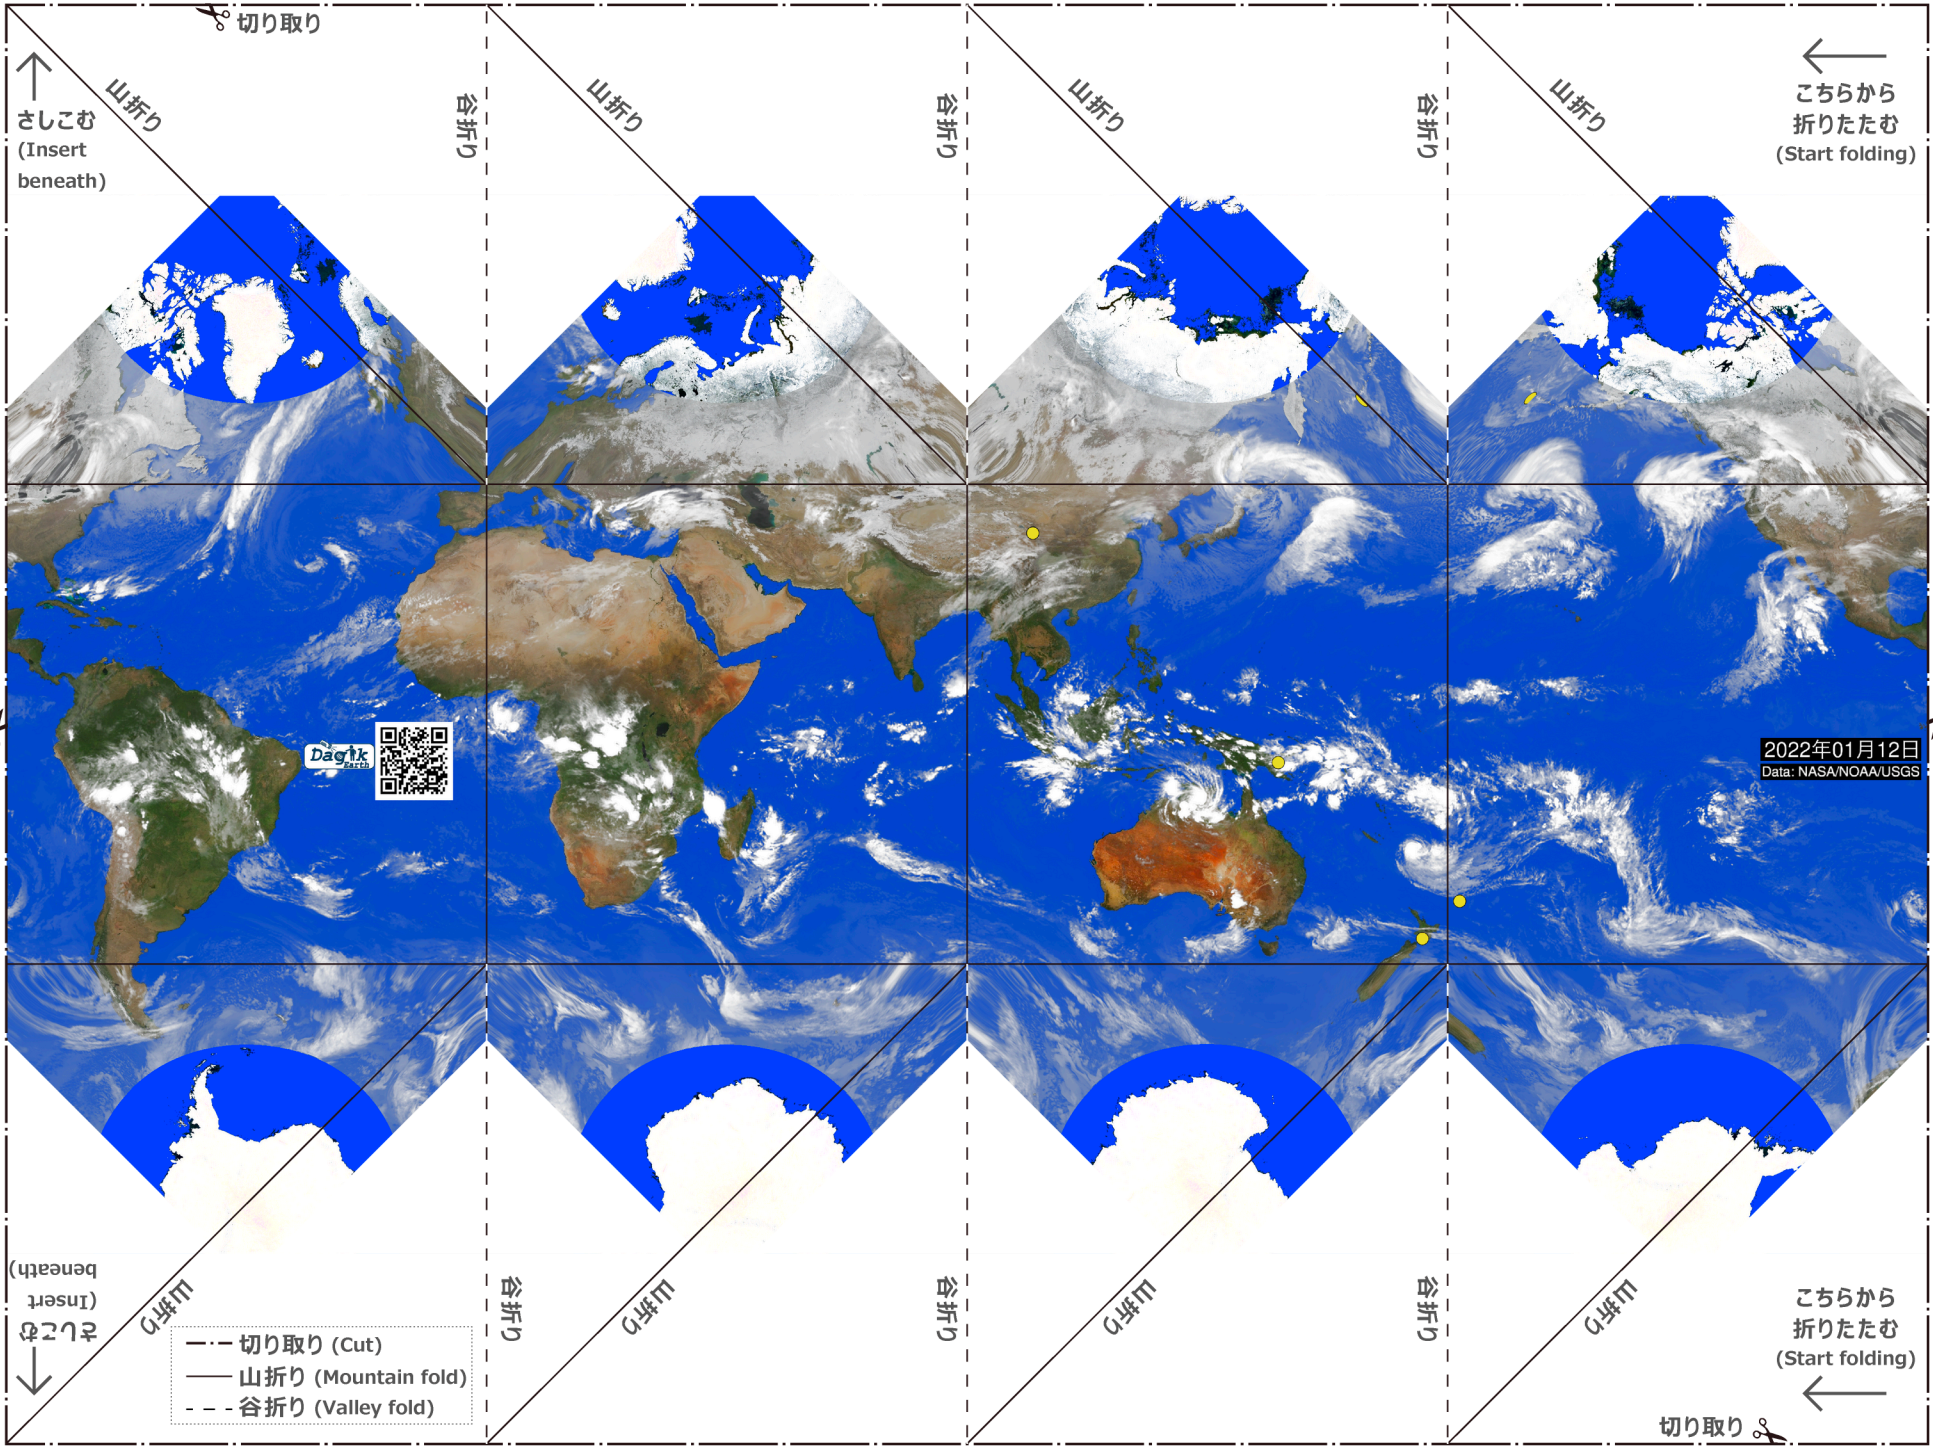 切り取り
山折り
谷折り
山折り
谷折り
山折り
谷折り
山折り
さしこむ
(Insert
beneath)
こちらから
折りたたむ
(Start folding)
Dagik
Earth
2022年01月12日
Data: NASA/NOAA/USGS
さしこむ
(Insert
beneath)
山折り
谷折り
山折り
谷折り
山折り
谷折り
山折り
こちらから
折りたたむ
(Start folding)
切り取り (Cut)
山折り (Mountain fold)
谷折り (Valley fold)
切り取り